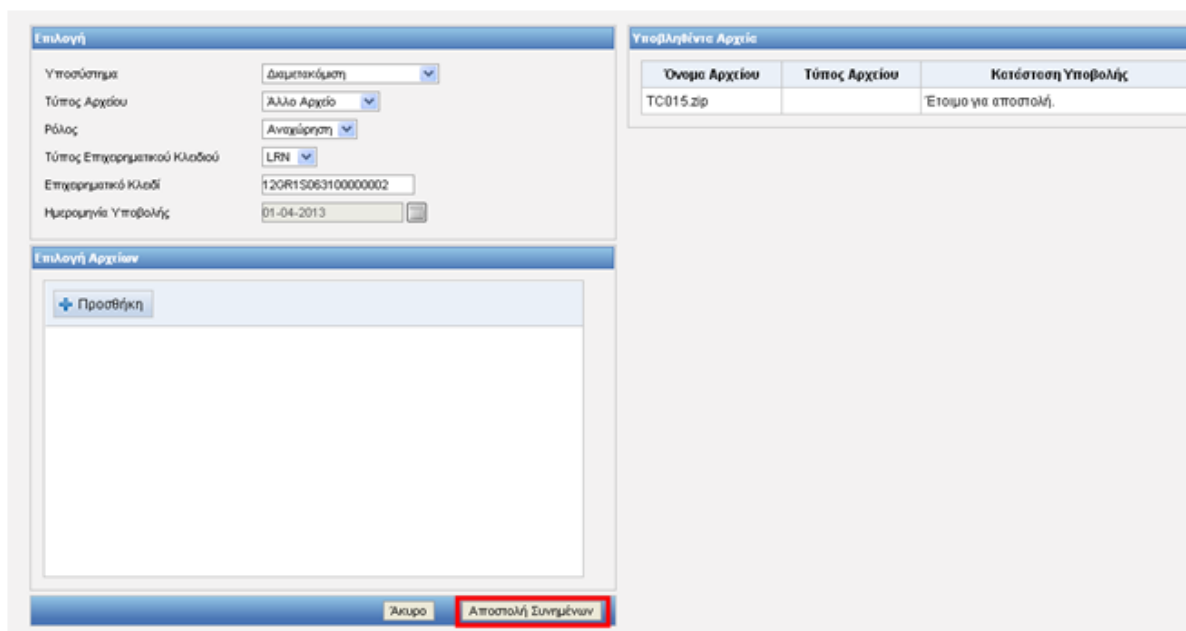 Επιλογή
Υποσύστημα Διαμετακόμιση
Τύπος Αρχείου Άλλο Αρχείο
Ρόλος Αναχώρηση
Τύπος Επιχειρηματικού Κλειδιού LRN
Επιχειρηματικό Κλειδί 12GR1S063100000002
Ημερομηνία Υποβολής 01-04-2013
Επιλογή Αρχείων
Προσθήκη
Άκυρο Αποστολή Συνημένων
Υποβληθέντα Αρχεία
Όνομα Αρχείου Τύπος Αρχείου Κατάσταση Υποβολής
TC015.zip Έτοιμο για αποστολή.